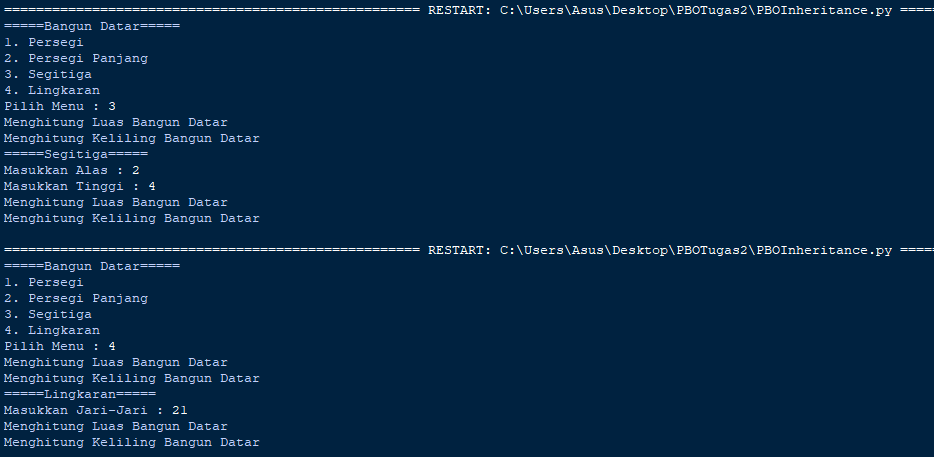 ==================================================== RESTART: C:\Users\Asus\Desktop\PBOTugas2\PBOInheritance.py =====
=====Bangun Datar=====
1. Persegi
2. Persegi Panjang
3. Segitiga
4. Lingkaran
Pilih Menu : 3
Menghitung Luas Bangun Datar
Menghitung Keliling Bangun Datar
=====Segitiga=====
Masukkan Alas : 2
Masukkan Tinggi : 4
Menghitung Luas Bangun Datar
Menghitung Keliling Bangun Datar
==================================================== RESTART: C:\Users\Asus\Desktop\PBOTugas2\PBOInheritance.py =====
=====Bangun Datar=====
1. Persegi
2. Persegi Panjang
3. Segitiga
4. Lingkaran
Pilih Menu : 4
Menghitung Luas Bangun Datar
Menghitung Keliling Bangun Datar
=====Lingkaran=====
Masukkan Jari-Jari : 21
Menghitung Luas Bangun Datar
Menghitung Keliling Bangun Datar